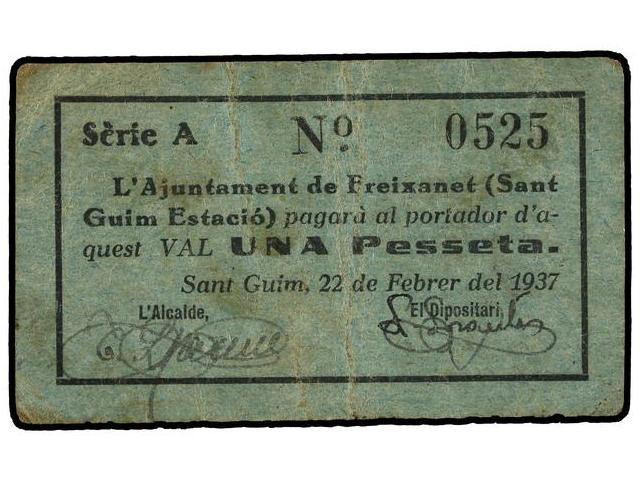 Sèrie A Nº 0525
L'Ajuntament de Freixanet (Sant
Guim Estació) pagarà al portador d'a-
quest VAL UNA Pesseta.
Sant Guim, 22 de Febrer del 1937
L'Alcalde, El Dipositari,